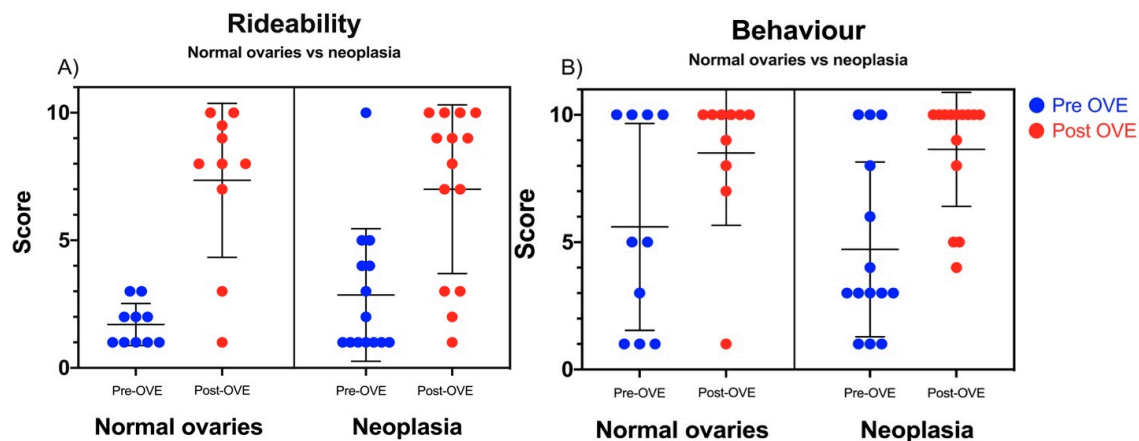 Rideability
Normal ovaries vs neoplasia
A)
10
5
0
Score
Pre-OVE
Post-OVE
Pre-OVE
Post-OVE
Normal ovaries
Neoplasia
Behaviour
Normal ovaries vs neoplasia
B)
10
5
0
Score
Pre-OVE
Post-OVE
Pre-OVE
Post-OVE
Normal ovaries
Neoplasia
Pre OVE
Post OVE